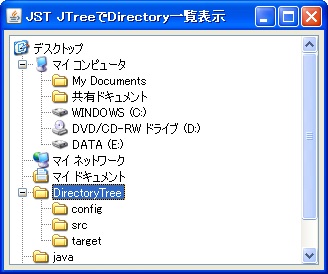 JST JTreeでDirectory一覧表示
デスクトップ
マイ コンピュータ
My Documents
共有ドキュメント
WINDOWS (C:)
DVD/CD-RW ドライブ (D:)
DATA (E:)
マイ ネットワーク
マイ ドキュメント
DirectoryTree
config
src
target
java